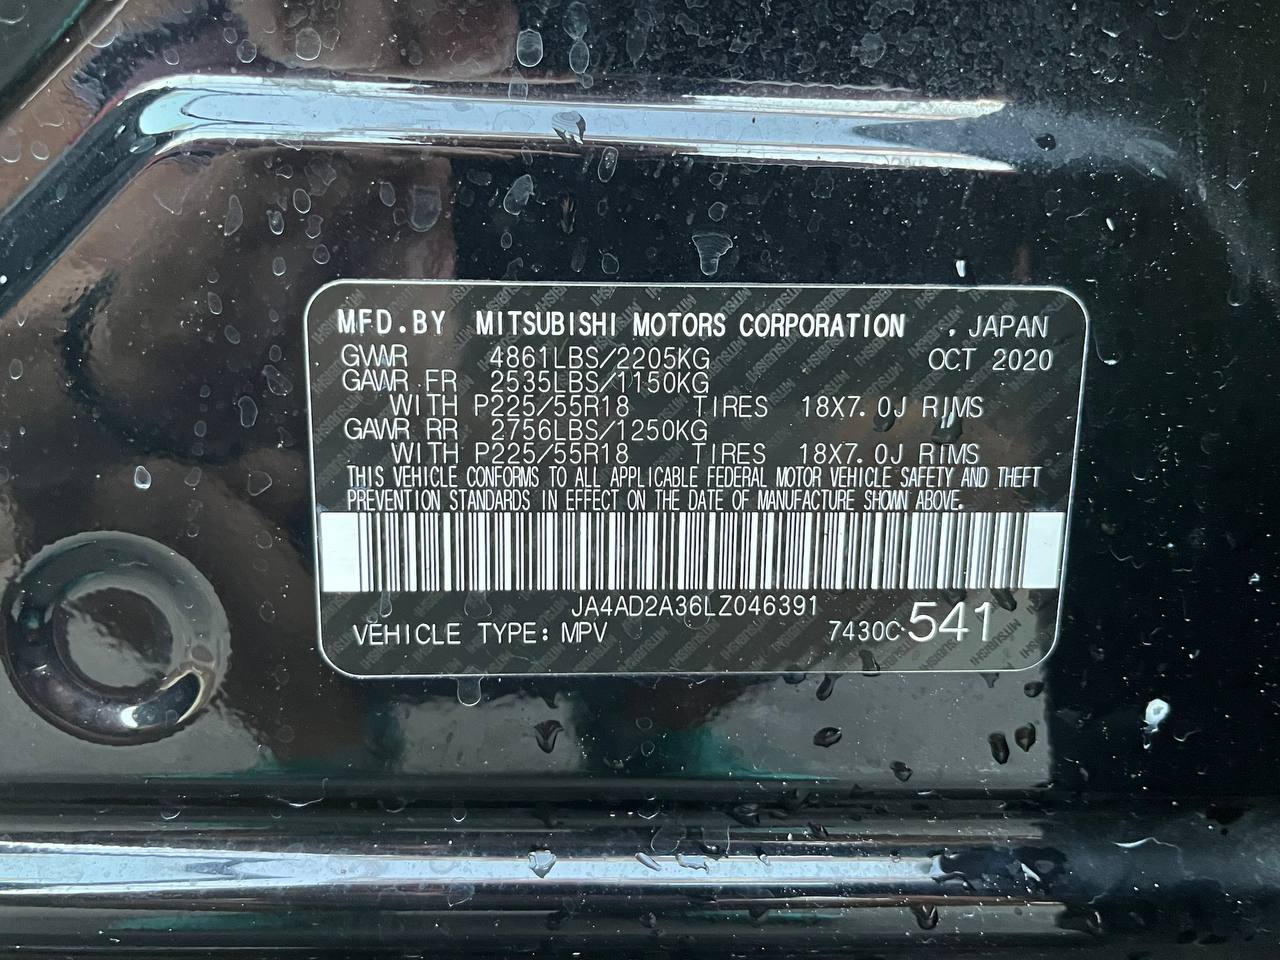 MFD.BY MITSUBISHI MOTORS CORPORATION , JAPAN
GVWR 4861LBS/2205KG OCT 2020
GAWR FR 2535LBS/1150KG
WITH P225/55R18 TIRES 18X7.0J RIMS
GAWR RR 2756LBS/1250KG
WITH P225/55R18 TIRES 18X7.0J RIMS
THIS VEHICLE CONFORMS TO ALL APPLICABLE FEDERAL MOTOR VEHICLE SAFETY AND THEFT
PREVENTION STANDARDS IN EFFECT ON THE DATE OF MANUFACTURE SHOWN ABOVE.
JA4AD2A36LZ046391
VEHICLE TYPE: MPV 7430C·541